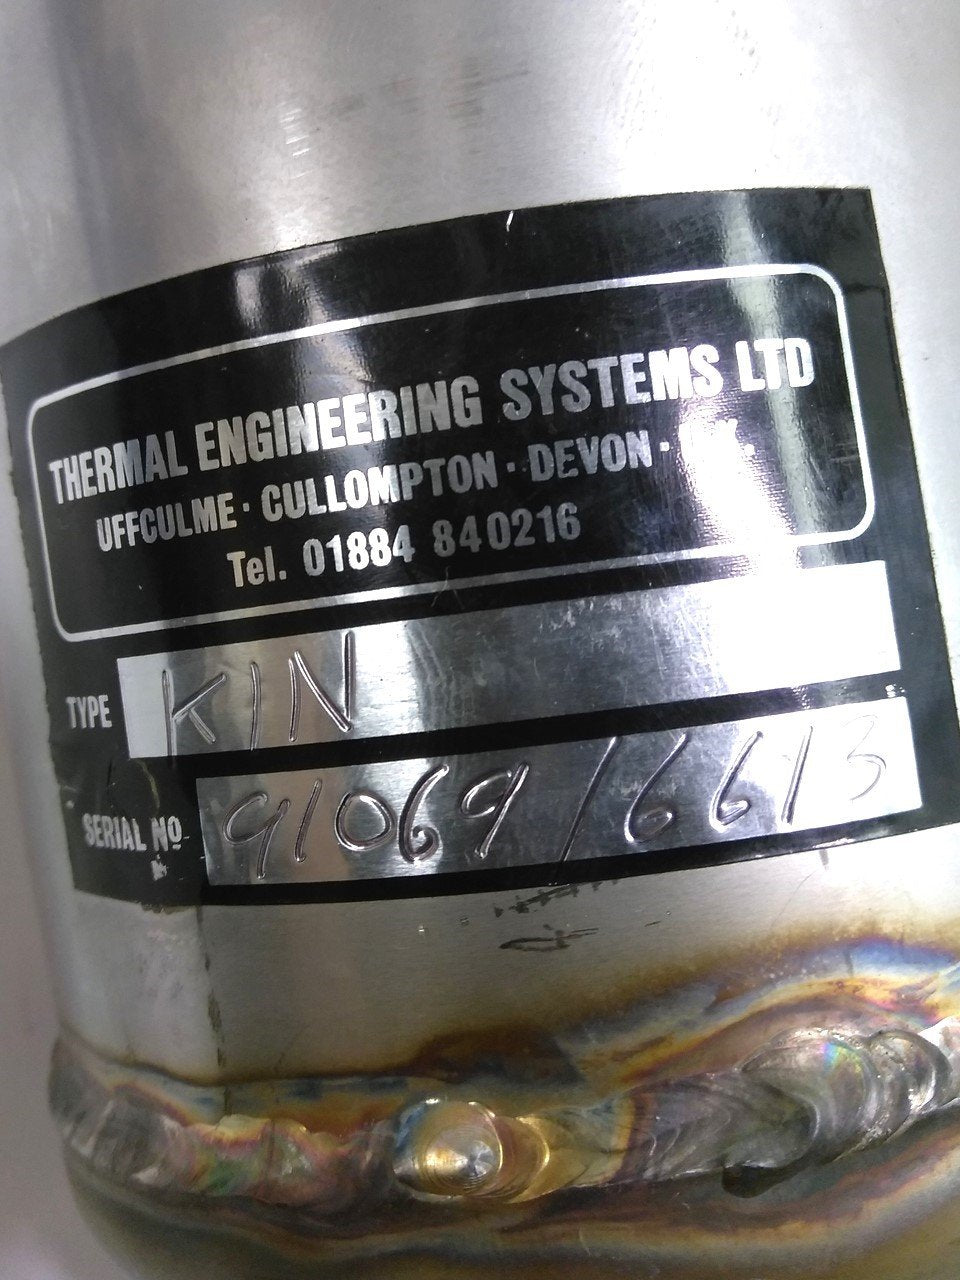 THERMAL ENGINEERING SYSTEMS LTD
UFFCULME · CULLOMPTON · DEVON ·
Tel. 01884 840216
TYPE KIN
SERIAL Nº 91069/6613